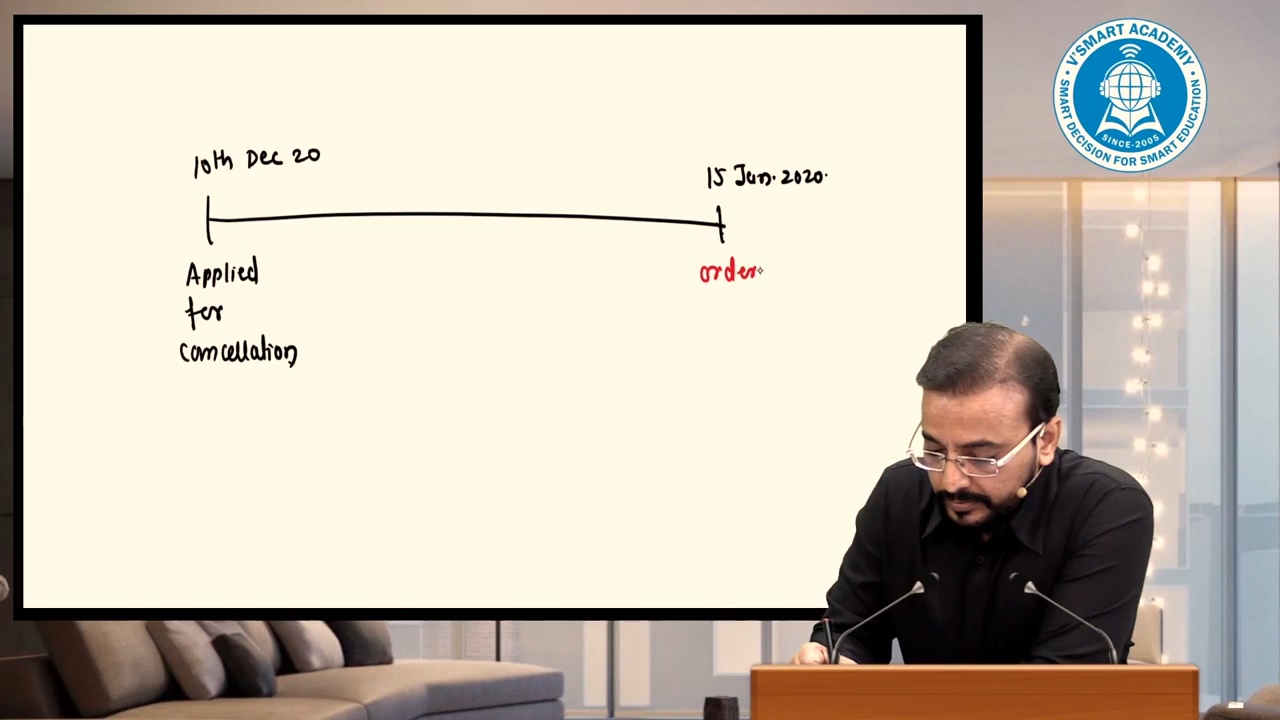 10th Dec 20
15 Jan. 2020.
Applied
for
cancellation
order
V'SMART ACADEMY
SMART DECISION FOR SMART EDUCATION
SINCE-2005